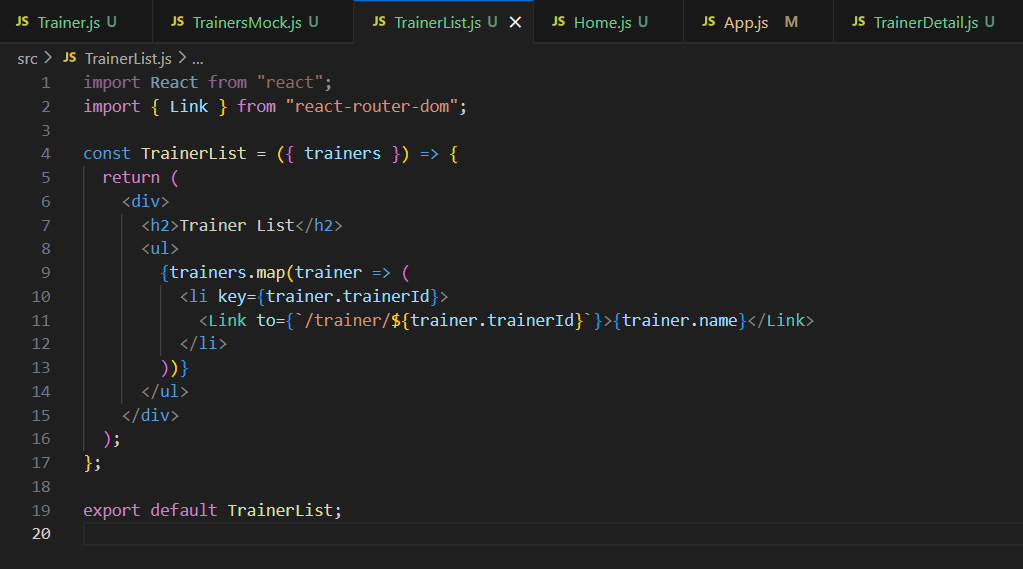 JS Trainer.js U JS TrainersMock.js U JS TrainerList.js U × JS Home.js U JS App.js M JS TrainerDetail.js U
src > JS TrainerList.js > ...
1 import React from "react";
2 import { Link } from "react-router-dom";
3
4 const TrainerList = ({ trainers }) => {
5   return (
6     <div>
7       <h2>Trainer List</h2>
8       <ul>
9         {trainers.map(trainer => (
10           <li key={trainer.trainerId}>
11             <Link to={`/trainer/${trainer.trainerId}`}>{trainer.name}</Link>
12           </li>
13         ))}
14       </ul>
15     </div>
16   );
17 };
18
19 export default TrainerList;
20